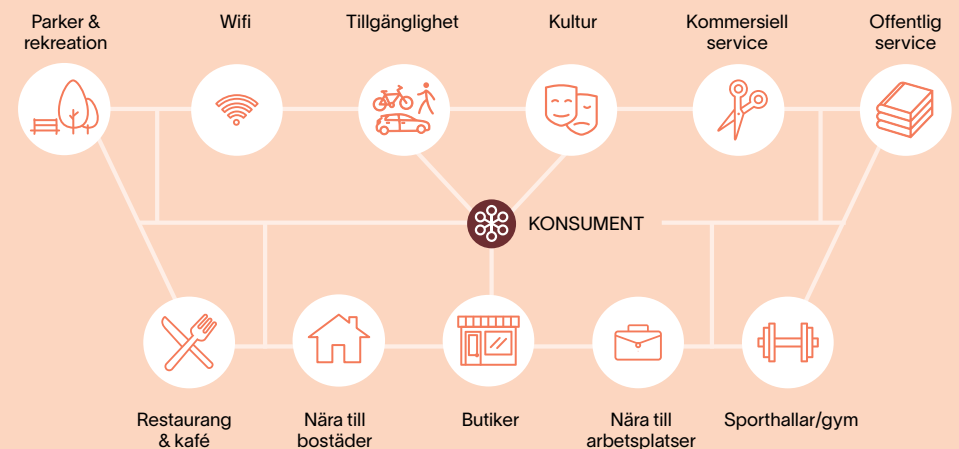 Parker &
rekreation
Wifi
Tillgänglighet
Kultur
Kommersiell
service
Offentlig
service
KONSUMENT
Restaurang
& kafé
Nära till
bostäder
Butiker
Nära till
arbetsplatser
Sporthallar/gym